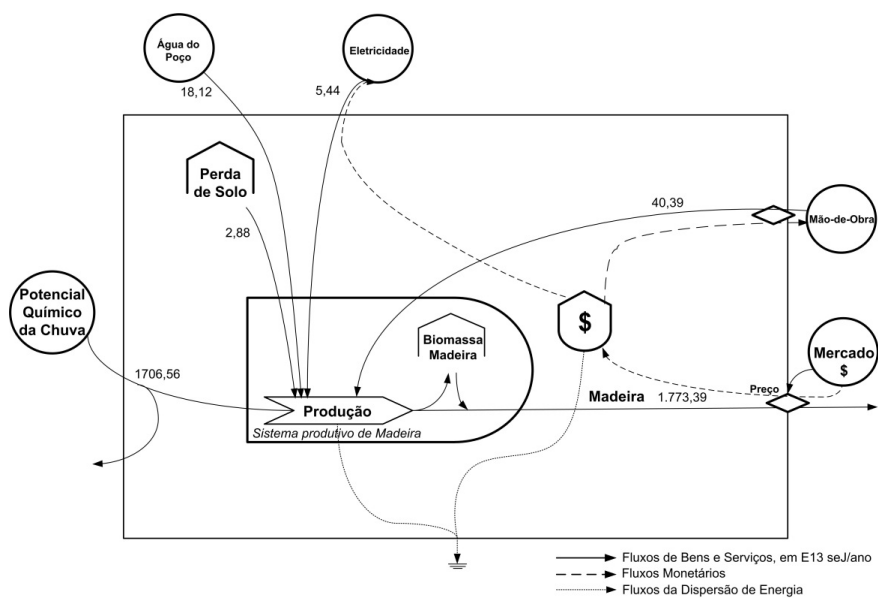 Água do
Poço
Eletricidade
18,12
5,44
Perda
de Solo
40,39
Mão-de-Obra
2,88
Potencial
Químico
da Chuva
$
Biomassa
Madeira
Mercado
$
1706,56
Preço
Madeira
1.773,39
Produção
Sistema produtivo de Madeira
Fluxos de Bens e Serviços, em E13 seJ/ano
Fluxos Monetários
Fluxos da Dispersão de Energia